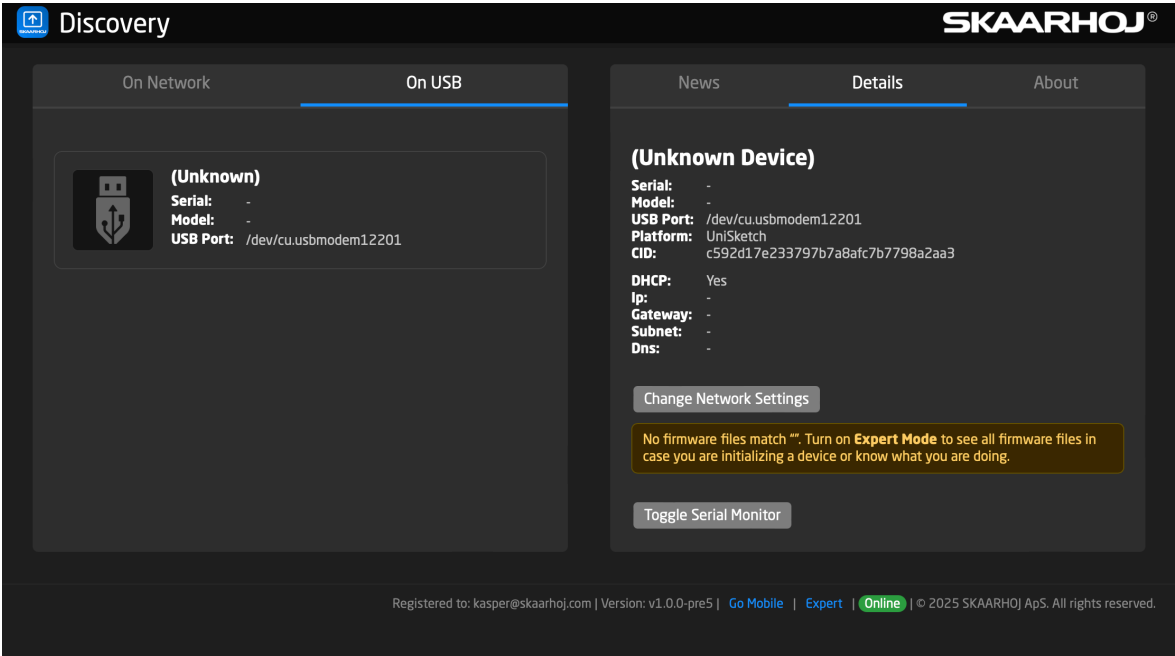 SKAARHOJ
Discovery
SKAARHOJ®
On Network
On USB
(Unknown)
Serial: -
Model: -
USB Port: /dev/cu.usbmodem12201
News
Details
About
(Unknown Device)
Serial: -
Model: -
USB Port: /dev/cu.usbmodem12201
Platform: UniSketch
CID: c592d17e233797b7a8afc7b7798a2aa3
DHCP: Yes
Ip: -
Gateway: -
Subnet: -
Dns: -
Change Network Settings
No firmware files match “”. Turn on Expert Mode to see all firmware files in
case you are initializing a device or know what you are doing.
Toggle Serial Monitor
Registered to: kasper@skaarhoj.com | Version: v1.0.0-pre5 | Go Mobile | Expert | Online | © 2025 SKAARHOJ ApS. All rights reserved.